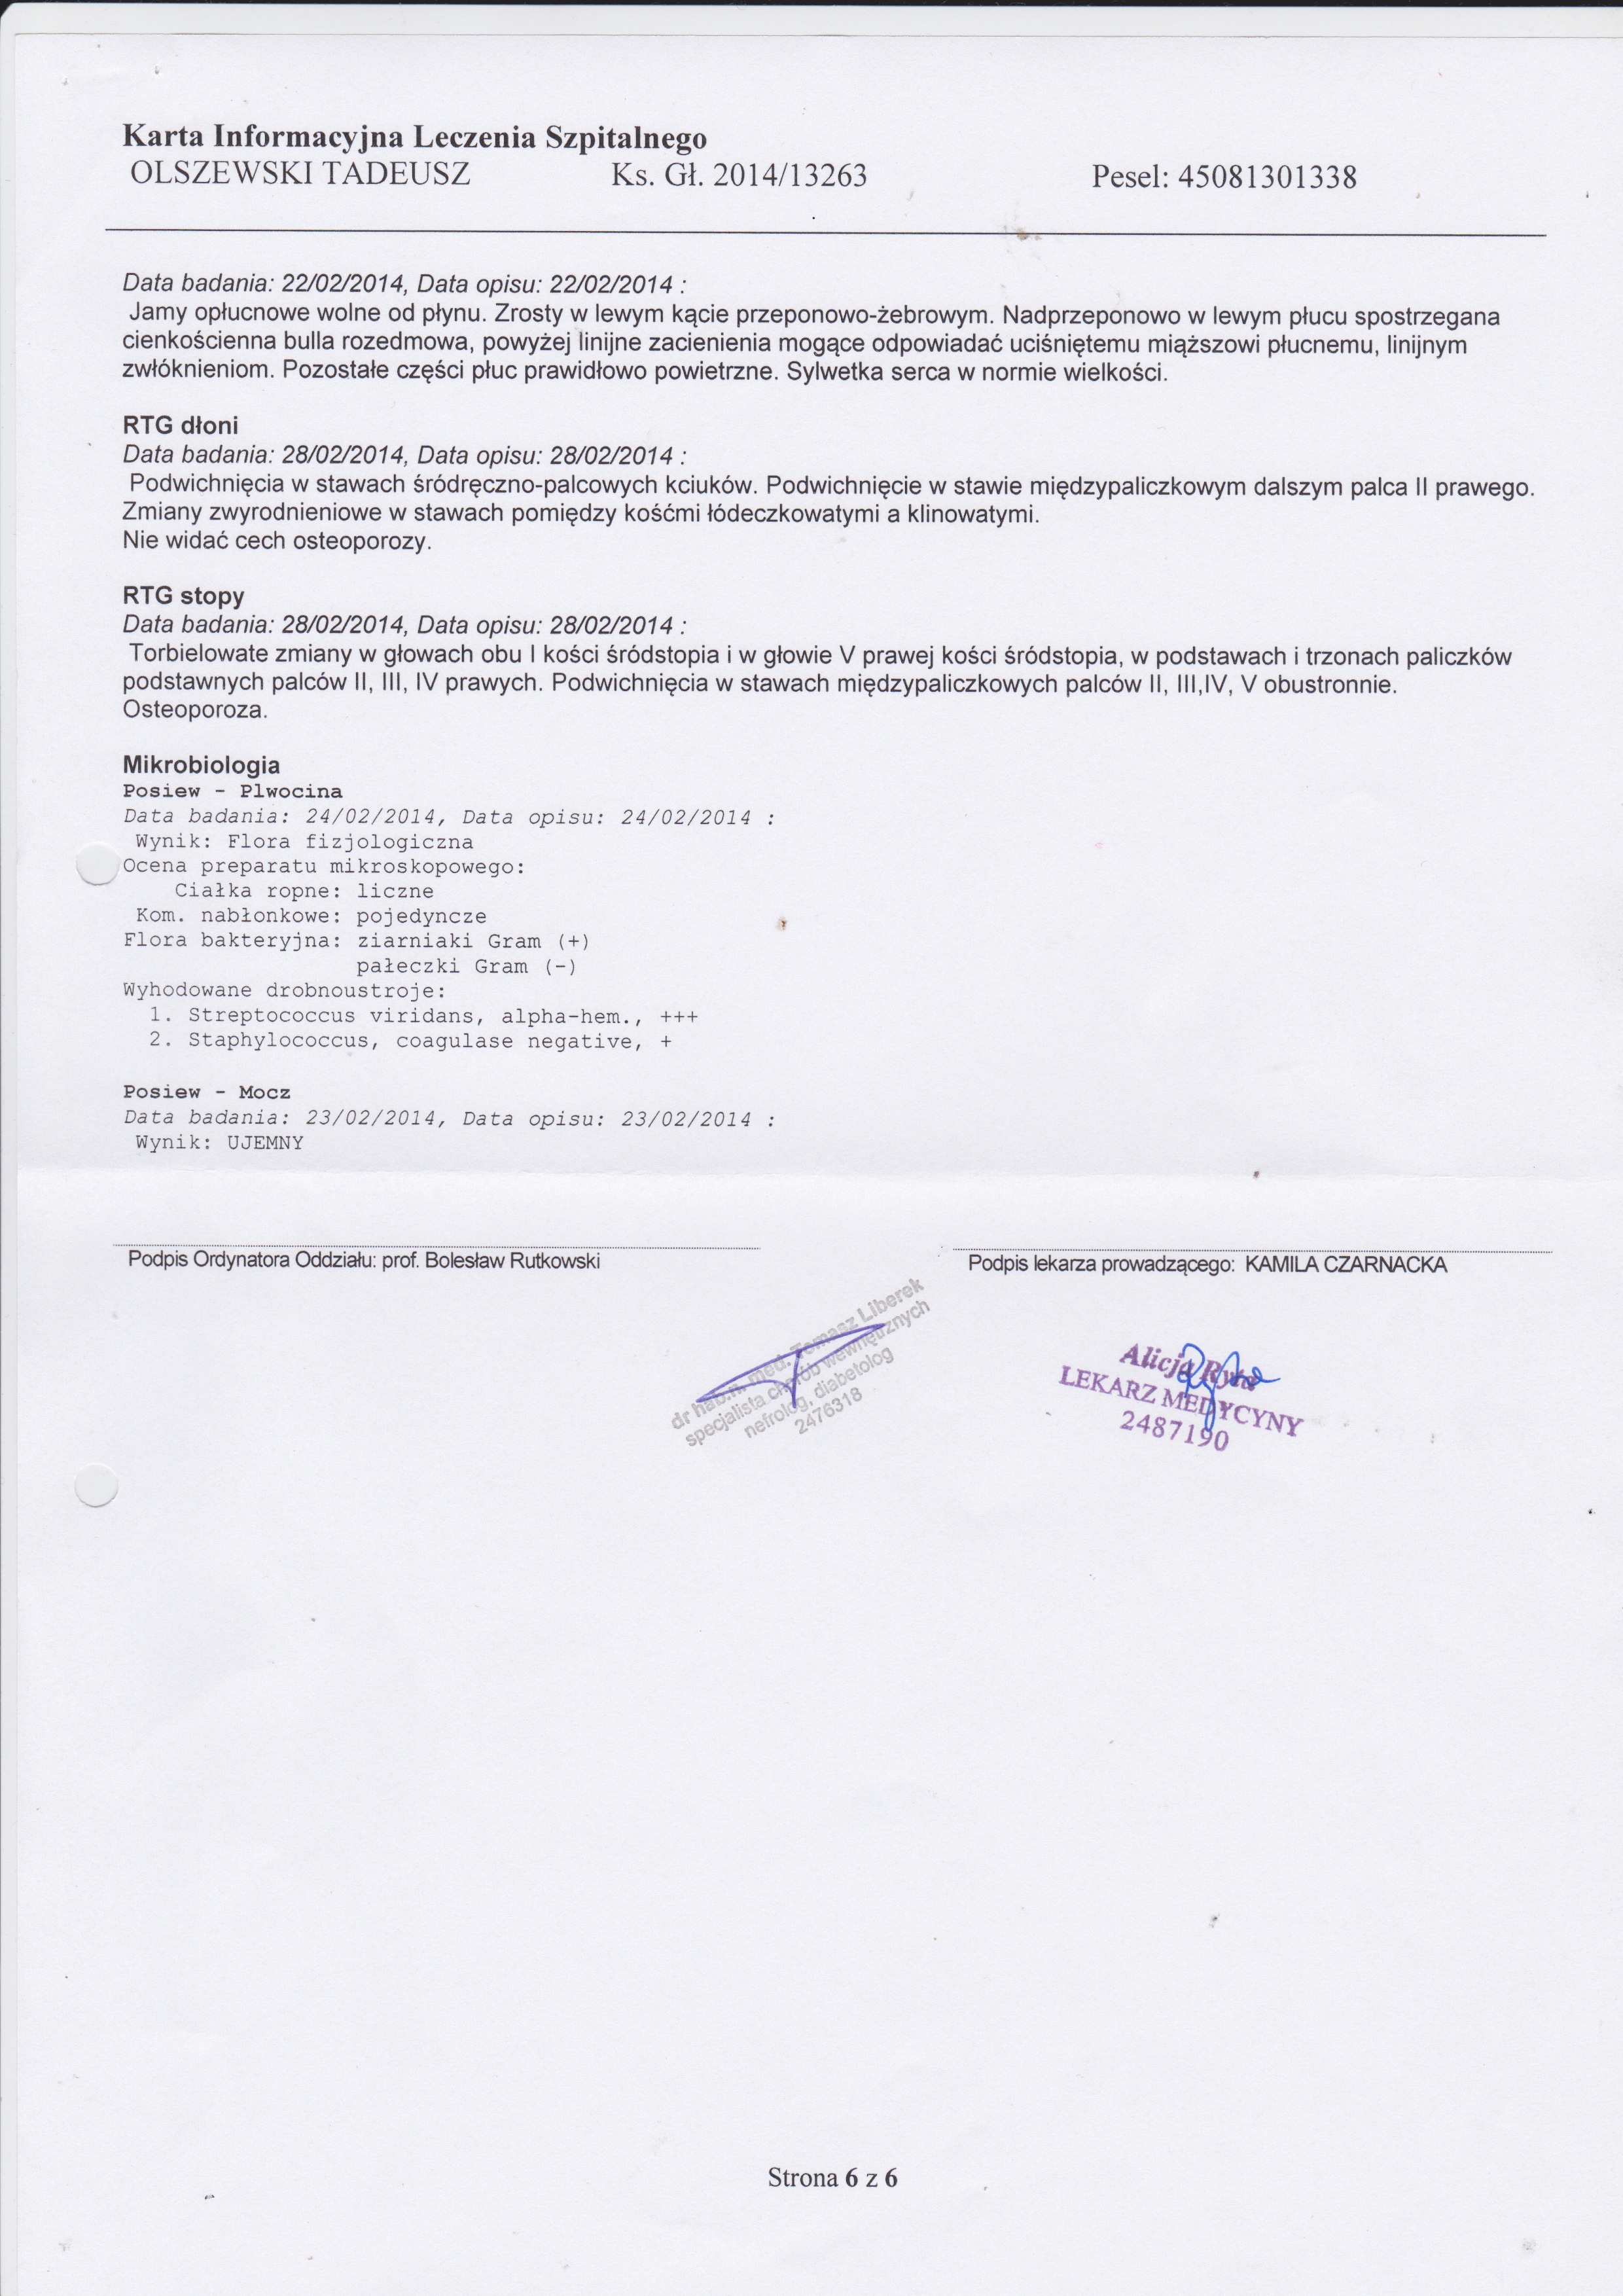 Karta Informacyjna Leczenia Szpitalnego
OLSZEWSKI TADEUSZ Ks. Gł. 2014/13263 Pesel: 45081301338
Data badania: 22/02/2014, Data opisu: 22/02/2014 :
Jamy opłucnowe wolne od płynu. Zrosty w lewym kącie przeponowo-żebrowym. Nadprzeponowo w lewym płucu spostrzegana
cienkościenna bulla rozedmowa, powyżej linijne zacienienia mogące odpowiadać uciśniętemu miąższowi płucnemu, linijnym
zwłóknieniom. Pozostałe części płuc prawidłowo powietrzne. Sylwetka serca w normie wielkości.
RTG dłoni
Data badania: 28/02/2014, Data opisu: 28/02/2014 :
Podwichnięcia w stawach śródręczno-palcowych kciuków. Podwichnięcie w stawie międzypaliczkowym dalszym palca II prawego.
Zmiany zwyrodnieniowe w stawach pomiędzy kośćmi łódeczkowatymi a klinowatymi.
Nie widać cech osteoporozy.
RTG stopy
Data badania: 28/02/2014, Data opisu: 28/02/2014 :
Torbielowate zmiany w głowach obu I kości śródstopia i w głowie V prawej kości śródstopia, w podstawach i trzonach paliczków
podstawnych palców II, III, IV prawych. Podwichnięcia w stawach międzypaliczkowych palców II, III,IV, V obustronnie.
Osteoporoza.
Mikrobiologia
Posiew - Plwocina
Data badania: 24/02/2014, Data opisu: 24/02/2014 :
Wynik: Flora fizjologiczna
Ocena preparatu mikroskopowego:
Ciałka ropne: liczne
Kom. nabłonkowe: pojedyncze
Flora bakteryjna: ziarniaki Gram (+)
pałeczki Gram (-)
Wyhodowane drobnoustroje:
1. Streptococcus viridans, alpha-hem., +++
2. Staphylococcus, coagulase negative, +
Posiew - Mocz
Data badania: 23/02/2014, Data opisu: 23/02/2014 :
Wynik: UJEMNY
Podpis Ordynatora Oddziału: prof. Bolesław Rutkowski
Podpis lekarza prowadzącego: KAMILA CZARNACKA
dr hab.n. med. Tomasz Liberek
specjalista chorób wewnętrznych
nefrolog, diabetolog
2476318
Alicja
LEKARZ MEDYCYNY
2487190
Strona 6 z 6